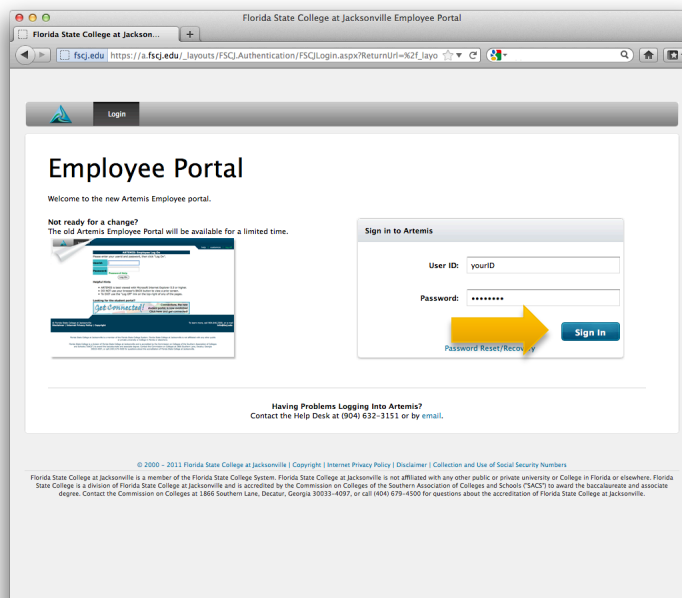 Florida State College at Jacksonville Employee Portal
Florida State College at Jackson...
fscj.edu https://a.fscj.edu/_layouts/FSCJ.Authentication/FSCJLogin.aspx?ReturnUrl=%2f_layo
Login
Employee Portal
Welcome to the new Artemis Employee portal.
Not ready for a change?
The old Artemis Employee Portal will be available for a limited time.
Get Connected!
Sign in to Artemis
User ID: yourID
Password: ••••••••
Sign In
Password Reset/Recovery
Having Problems Logging Into Artemis?
Contact the Help Desk at (904) 632-3151 or by email.
© 2000 - 2011 Florida State College at Jacksonville | Copyright | Internet Privacy Policy | Disclaimer | Collection and Use of Social Security Numbers
Florida State College at Jacksonville is a member of the Florida State College System. Florida State College at Jacksonville is not affiliated with any other public or private university or College in Florida or elsewhere. Florida
State College is a division of Florida State College at Jacksonville and is accredited by the Commission on Colleges of the Southern Association of Colleges and Schools ("SACS") to award the baccalaureate and associate
degree. Contact the Commission on Colleges at 1866 Southern Lane, Decatur, Georgia 30033-4097, or call (404) 679-4500 for questions about the accreditation of Florida State College at Jacksonville.